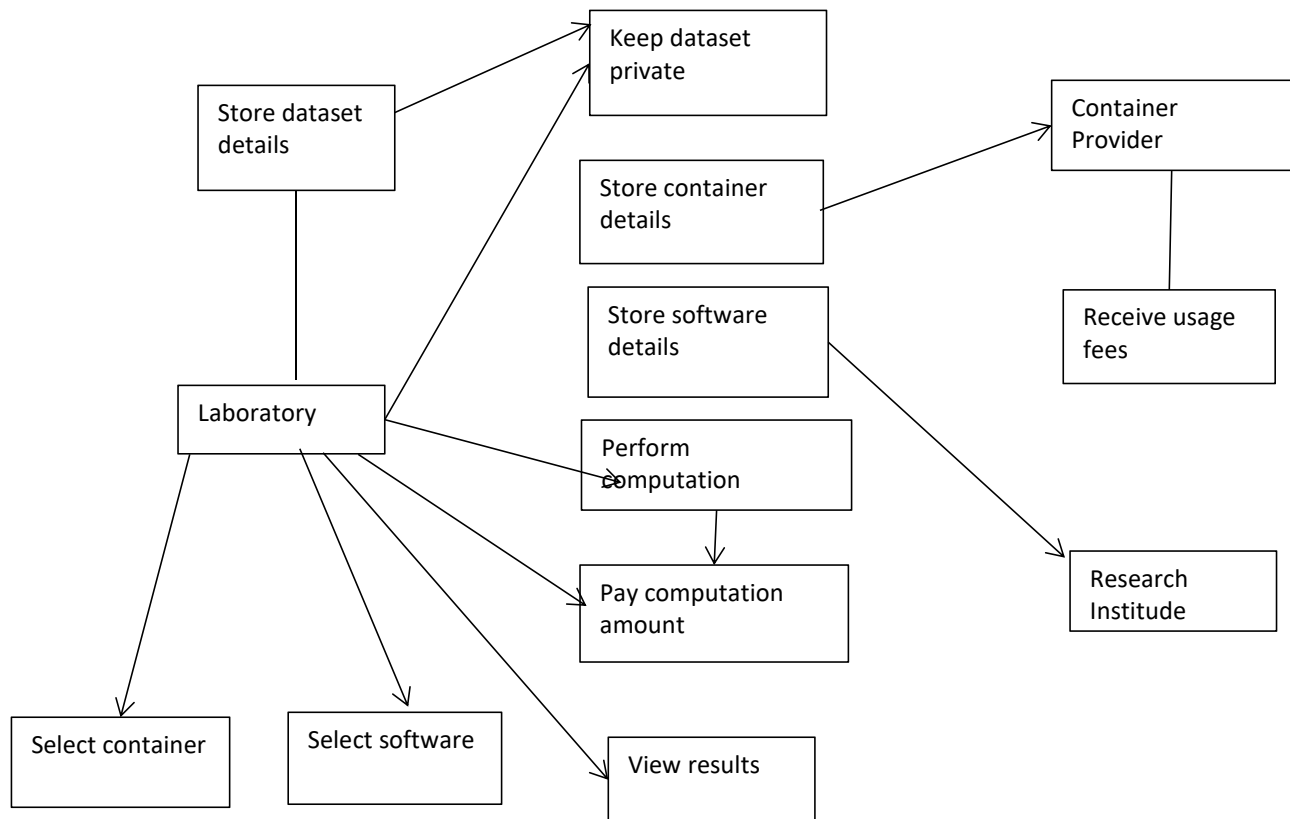 Keep dataset
private
Store dataset
details
Container
Provider
Store container
details
Store software
details
Receive usage
fees
Laboratory
Perform
computation
Research
Institude
Pay computation
amount
Select container
Select software
View results